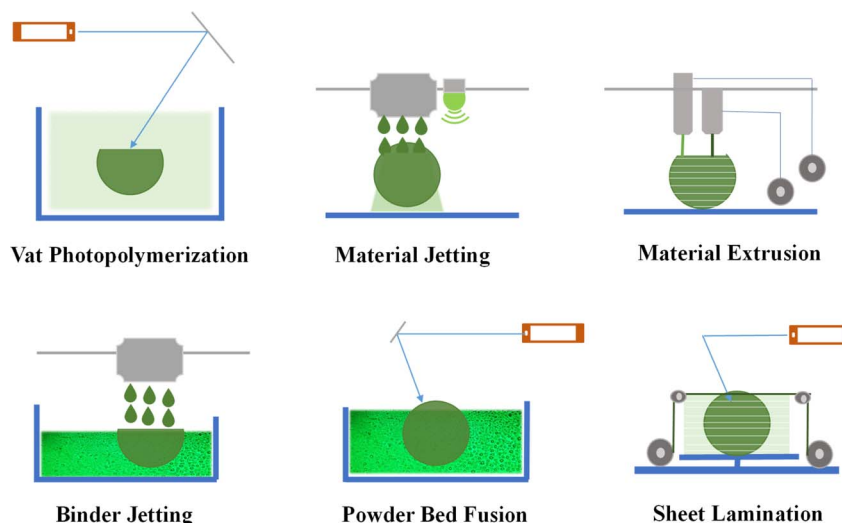 Vat Photopolymerization
Material Jetting
Material Extrusion
Binder Jetting
Powder Bed Fusion
Sheet Lamination